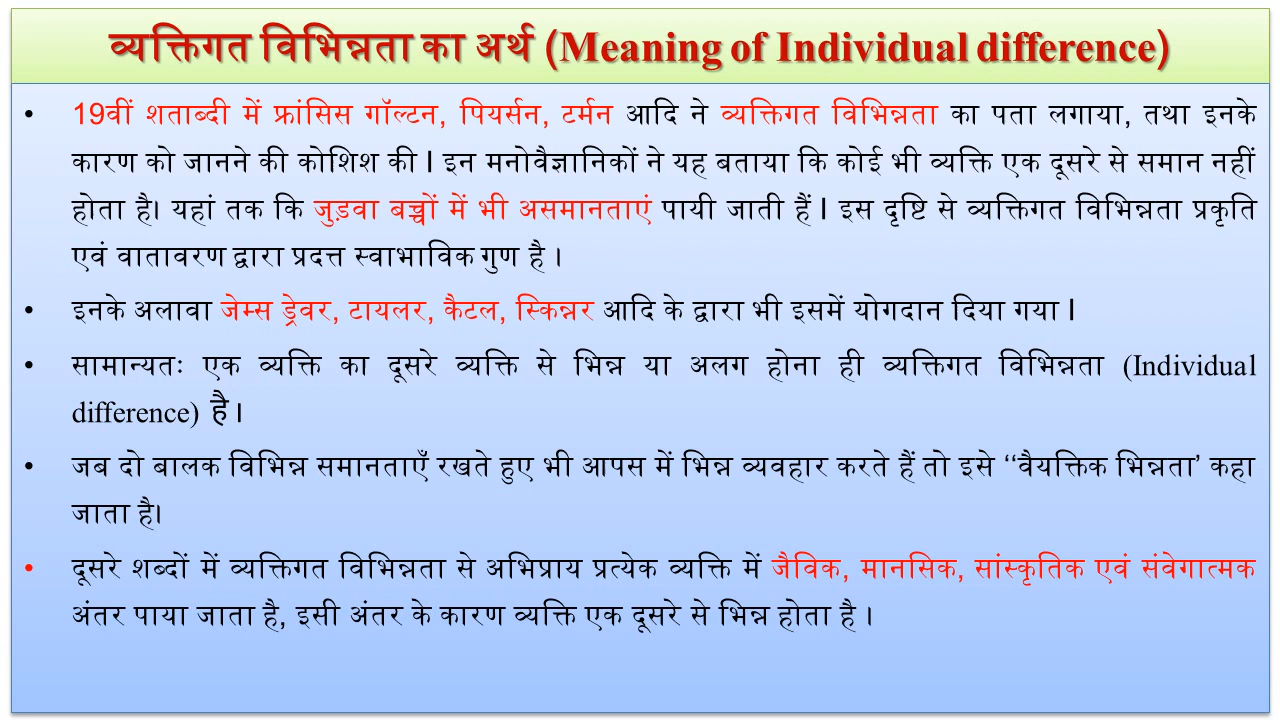 व्यक्तिगत विभिन्नता का अर्थ (Meaning of Individual difference)
• 19वीं शताब्दी में फ्रांसिस गॉल्टन, पियर्सन, टर्मन आदि ने व्यक्तिगत विभिन्नता का पता लगाया, तथा इनके
कारण को जानने की कोशिश की l इन मनोवैज्ञानिकों ने यह बताया कि कोई भी व्यक्ति एक दूसरे से समान नहीं
होता है। यहां तक कि जुड़वा बच्चों में भी असमानताएं पायी जाती हैं l इस दृष्टि से व्यक्तिगत विभिन्नता प्रकृति
एवं वातावरण द्वारा प्रदत्त स्वाभाविक गुण है ।
• इनके अलावा जेम्स ड्रेवर, टायलर, कैटल, स्किन्नर आदि के द्वारा भी इसमें योगदान दिया गया l
• सामान्यतः एक व्यक्ति का दूसरे व्यक्ति से भिन्न या अलग होना ही व्यक्तिगत विभिन्नता (Individual
difference) है ।
• जब दो बालक विभिन्न समानताएँ रखते हुए भी आपस में भिन्न व्यवहार करते हैं तो इसे ‘‘वैयक्तिक भिन्नता’ कहा
जाता है।
• दूसरे शब्दों में व्यक्तिगत विभिन्नता से अभिप्राय प्रत्येक व्यक्ति में जैविक, मानसिक, सांस्कृतिक एवं संवेगात्मक
अंतर पाया जाता है, इसी अंतर के कारण व्यक्ति एक दूसरे से भिन्न होता है ।